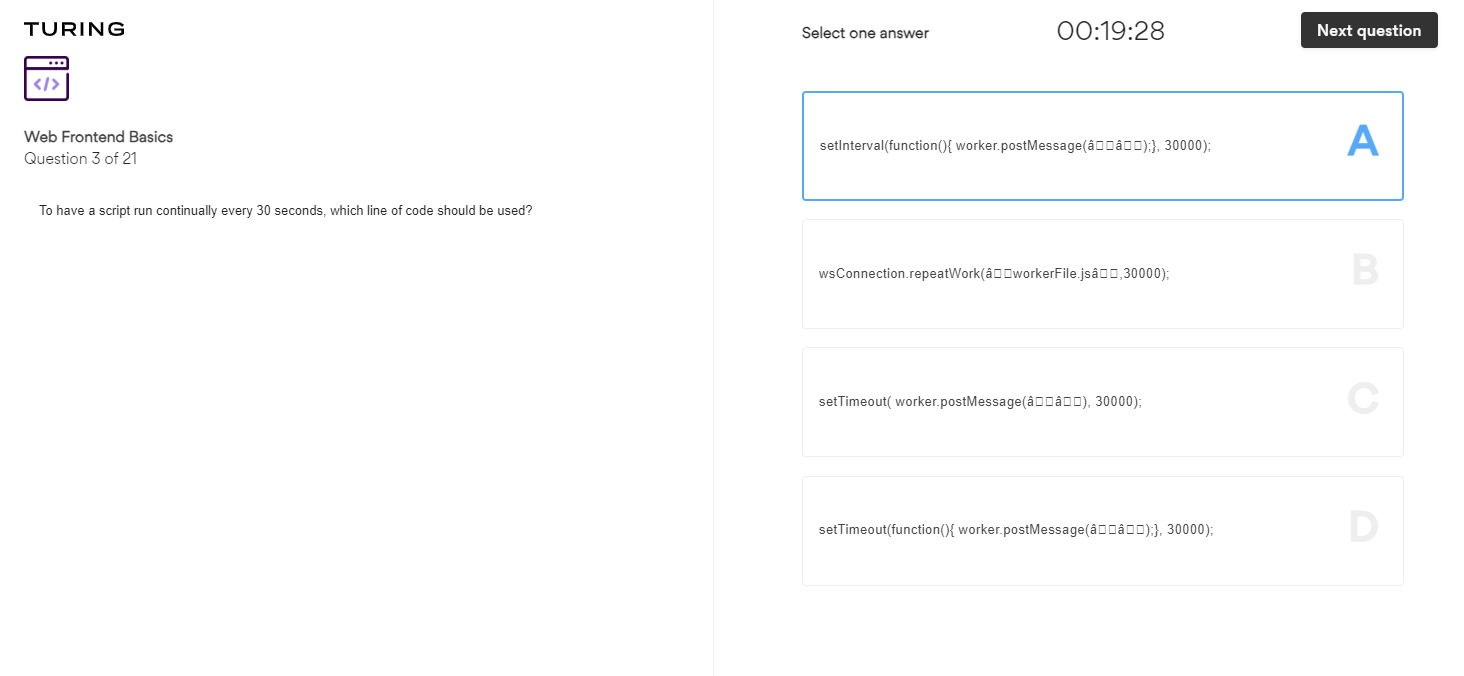 TURING
</>
Web Frontend Basics
Question 3 of 21
To have a script run continually every 30 seconds, which line of code should be used?
Select one answer
00:19:28
Next question
setInterval(function(){ worker.postMessage(â□□â□□);}, 30000);
A
wsConnection.repeatWork(â□□workerFile.jsâ□□,30000);
B
setTimeout( worker.postMessage(â□□â□□), 30000);
C
setTimeout(function(){ worker.postMessage(â□□â□□);}, 30000);
D